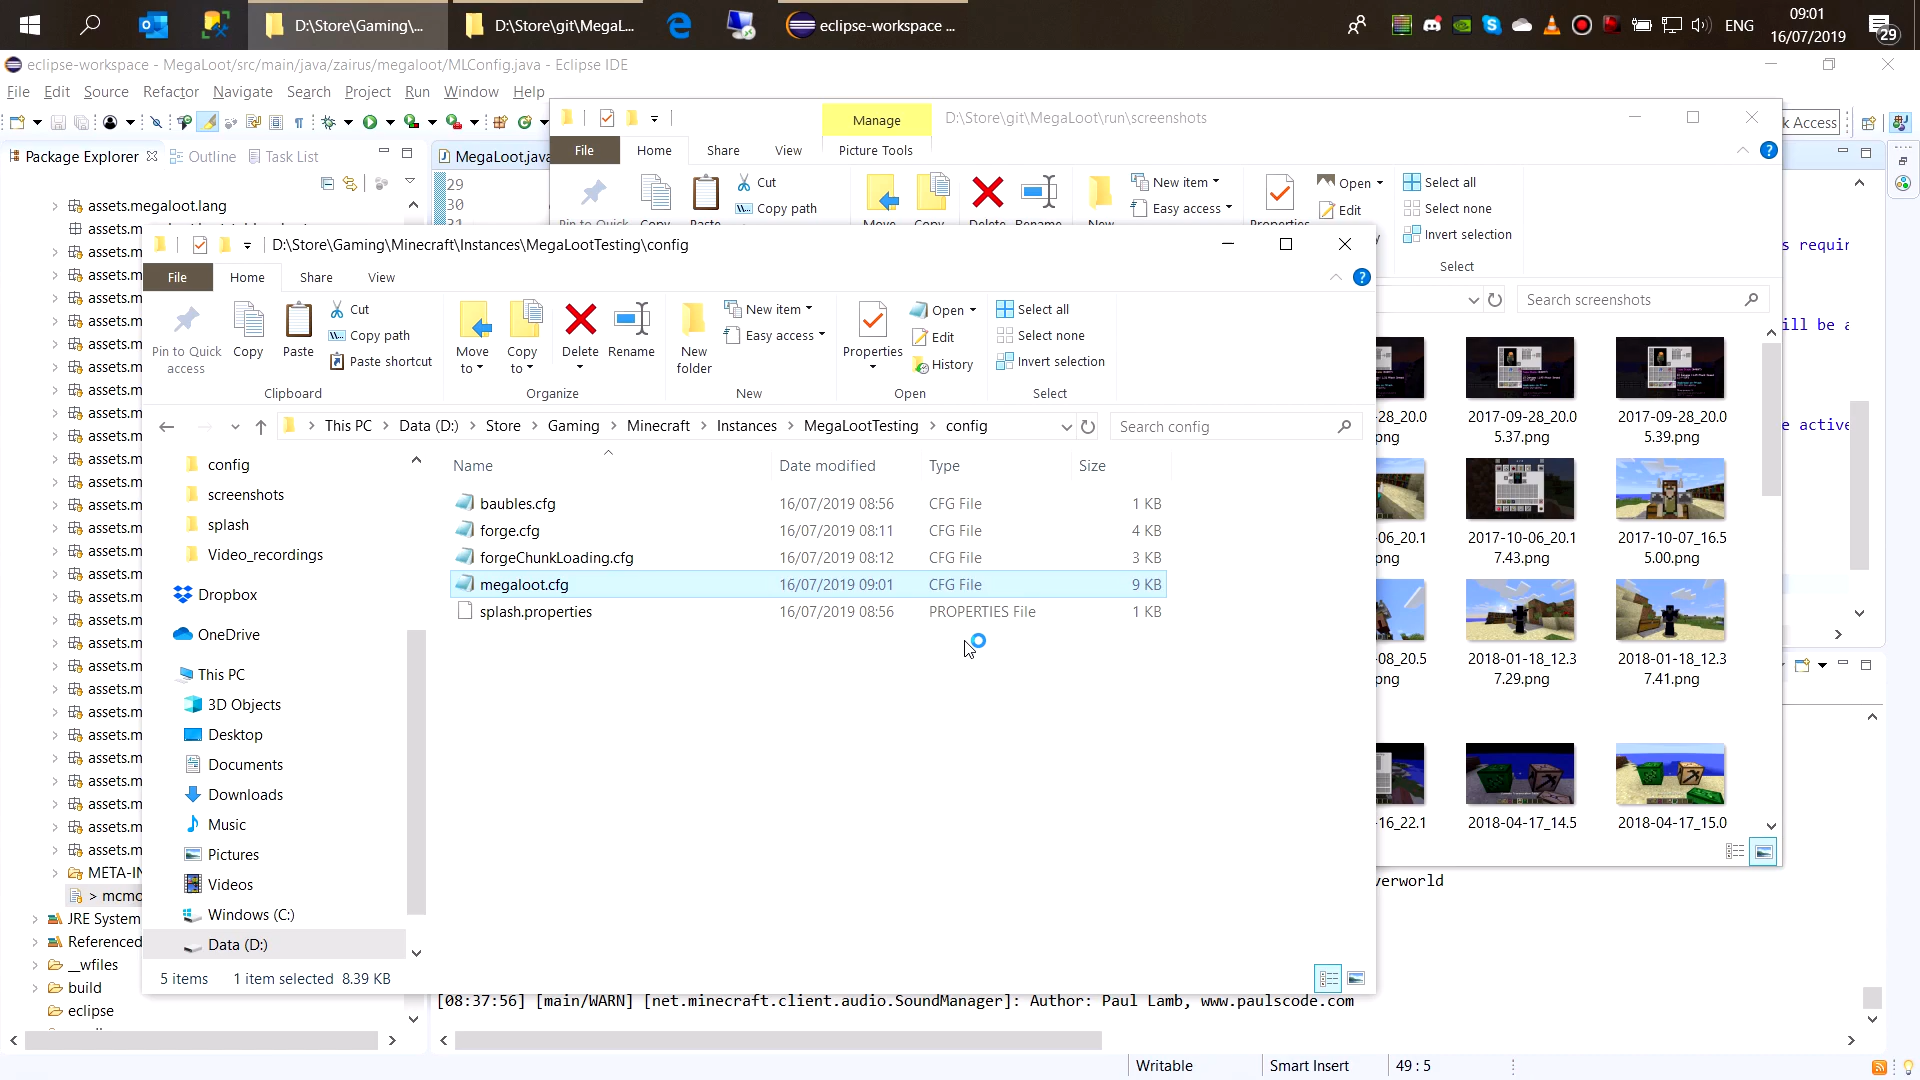 D:\Store\Gaming\...
D:\Store\git\MegaL...
eclipse-workspace ...
ENG
09:01
16/07/2019
29
eclipse-workspace - MegaLoot/src/main/java/zairus/megaloot/MLConfig.java - Eclipse IDE
File Edit Source Refactor Navigate Search Project Run Window Help
Access
Package Explorer Outline Task List
MegaLoot.java
29
30
assets.megaloot.lang
Manage
D:\Store\git\MegaLoot\run\screenshots
File Home Share View Picture Tools
Cut
Copy path
New item
Easy access
Open
Edit
Select all
Select none
Invert selection
Select
Search screenshots
D:\Store\Gaming\Minecraft\Instances\MegaLootTesting\config
File Home Share View
Pin to Quick access
Copy
Paste
Cut
Copy path
Paste shortcut
Clipboard
Move to
Copy to
Delete
Rename
Organize
New folder
New item
Easy access
New
Properties
Open
Edit
History
Open
Select all
Select none
Invert selection
Select
This PC > Data (D:) > Store > Gaming > Minecraft > Instances > MegaLootTesting > config
Search config
config
screenshots
splash
Video_recordings
Dropbox
OneDrive
This PC
3D Objects
Desktop
Documents
Downloads
Music
Pictures
Videos
Windows (C:)
Data (D:)
Name Date modified Type Size
baubles.cfg 16/07/2019 08:56 CFG File 1 KB
forge.cfg 16/07/2019 08:11 CFG File 4 KB
forgeChunkLoading.cfg 16/07/2019 08:12 CFG File 3 KB
megaloot.cfg 16/07/2019 09:01 CFG File 9 KB
splash.properties 16/07/2019 08:56 PROPERTIES File 1 KB
5 items 1 item selected 8.39 KB
2017-09-28_20.0
5.37.png
2017-09-28_20.0
5.39.png
2017-10-06_20.1
7.43.png
2017-10-07_16.5
5.00.png
2018-01-18_12.3
7.29.png
2018-01-18_12.3
7.41.png
2018-04-17_14.5
2018-04-17_15.0
META-IN
> mcmo
JRE System
Referenced
__wfiles
build
eclipse
verworld
[08:37:56] [main/WARN] [net.minecraft.client.audio.SoundManager]: Author: Paul Lamb, www.paulscode.com
Writable Smart Insert 49 : 5